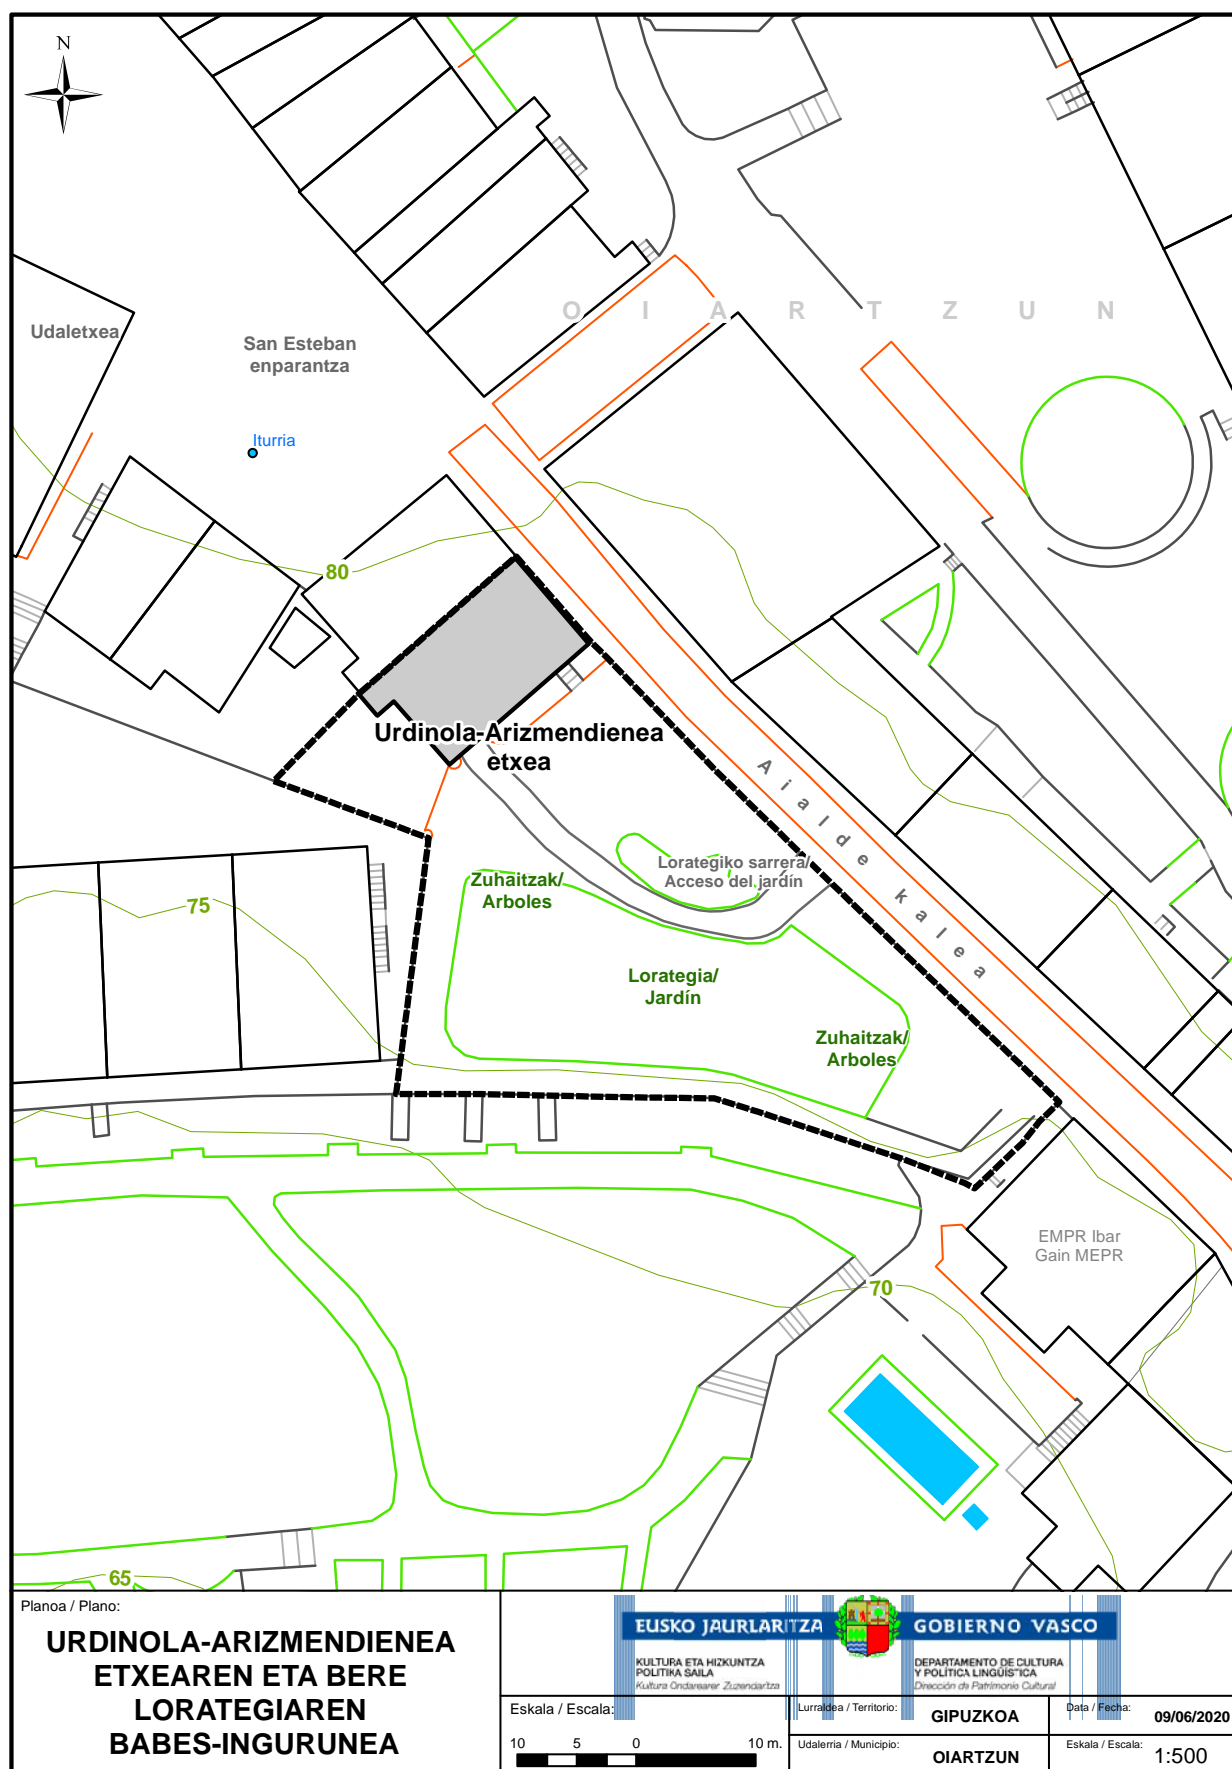 N
O I A R T Z U N
Udaletxea
San Esteban
enparantza
Iturria
80
Urdinola-Arizmendienea
etxea
Aialde kalea
Lorategiko sarrera/
Acceso del jardín
Zuhaitzak/
Arboles
75
Lorategia/
Jardín
Zuhaitzak/
Arboles
EMPR Ibar
Gain MEPR
70
65
Planoa / Plano:
URDINOLA-ARIZMENDIENEA
ETXEAREN ETA BERE
LORATEGIAREN
BABES-INGURUNEA
EUSKO JAURLARITZA
GOBIERNO VASCO
KULTURA ETA HIZKUNTZA
POLITIKA SAILA
Kultura Ondarearer Zuzendaritza
DEPARTAMENTO DE CULTURA
Y POLÍTICA LINGÜÍSTICA
Dirección de Patrimonio Cultural
Eskala / Escala:
10 5 0 10 m.
Lurraldea / Territorio:
GIPUZKOA
Data / Fecha:
09/06/2020
Udalerria / Municipio:
OIARTZUN
Eskala / Escala:
1:500